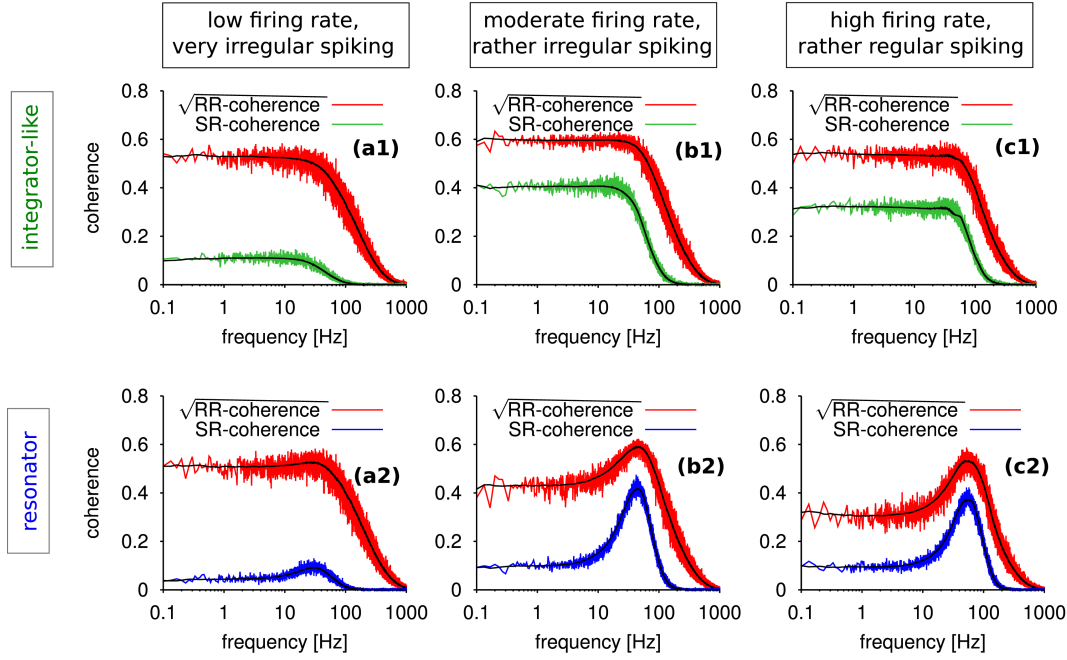 low firing rate,
very irregular spiking
moderate firing rate,
rather irregular spiking
high firing rate,
rather regular spiking
integrator-like
coherence
0.8
0.6
0.4
0.2
0
√RR-coherence
SR-coherence
(a1)
0.1 1 10 100 1000
frequency [Hz]
0.8
0.6
0.4
0.2
0
√RR-coherence
SR-coherence
(b1)
0.1 1 10 100 1000
frequency [Hz]
0.8
0.6
0.4
0.2
0
√RR-coherence
SR-coherence
(c1)
0.1 1 10 100 1000
frequency [Hz]
resonator
coherence
0.8
0.6
0.4
0.2
0
√RR-coherence
SR-coherence
(a2)
0.1 1 10 100 1000
frequency [Hz]
0.8
0.6
0.4
0.2
0
√RR-coherence
SR-coherence
(b2)
0.1 1 10 100 1000
frequency [Hz]
0.8
0.6
0.4
0.2
0
√RR-coherence
SR-coherence
(c2)
0.1 1 10 100 1000
frequency [Hz]